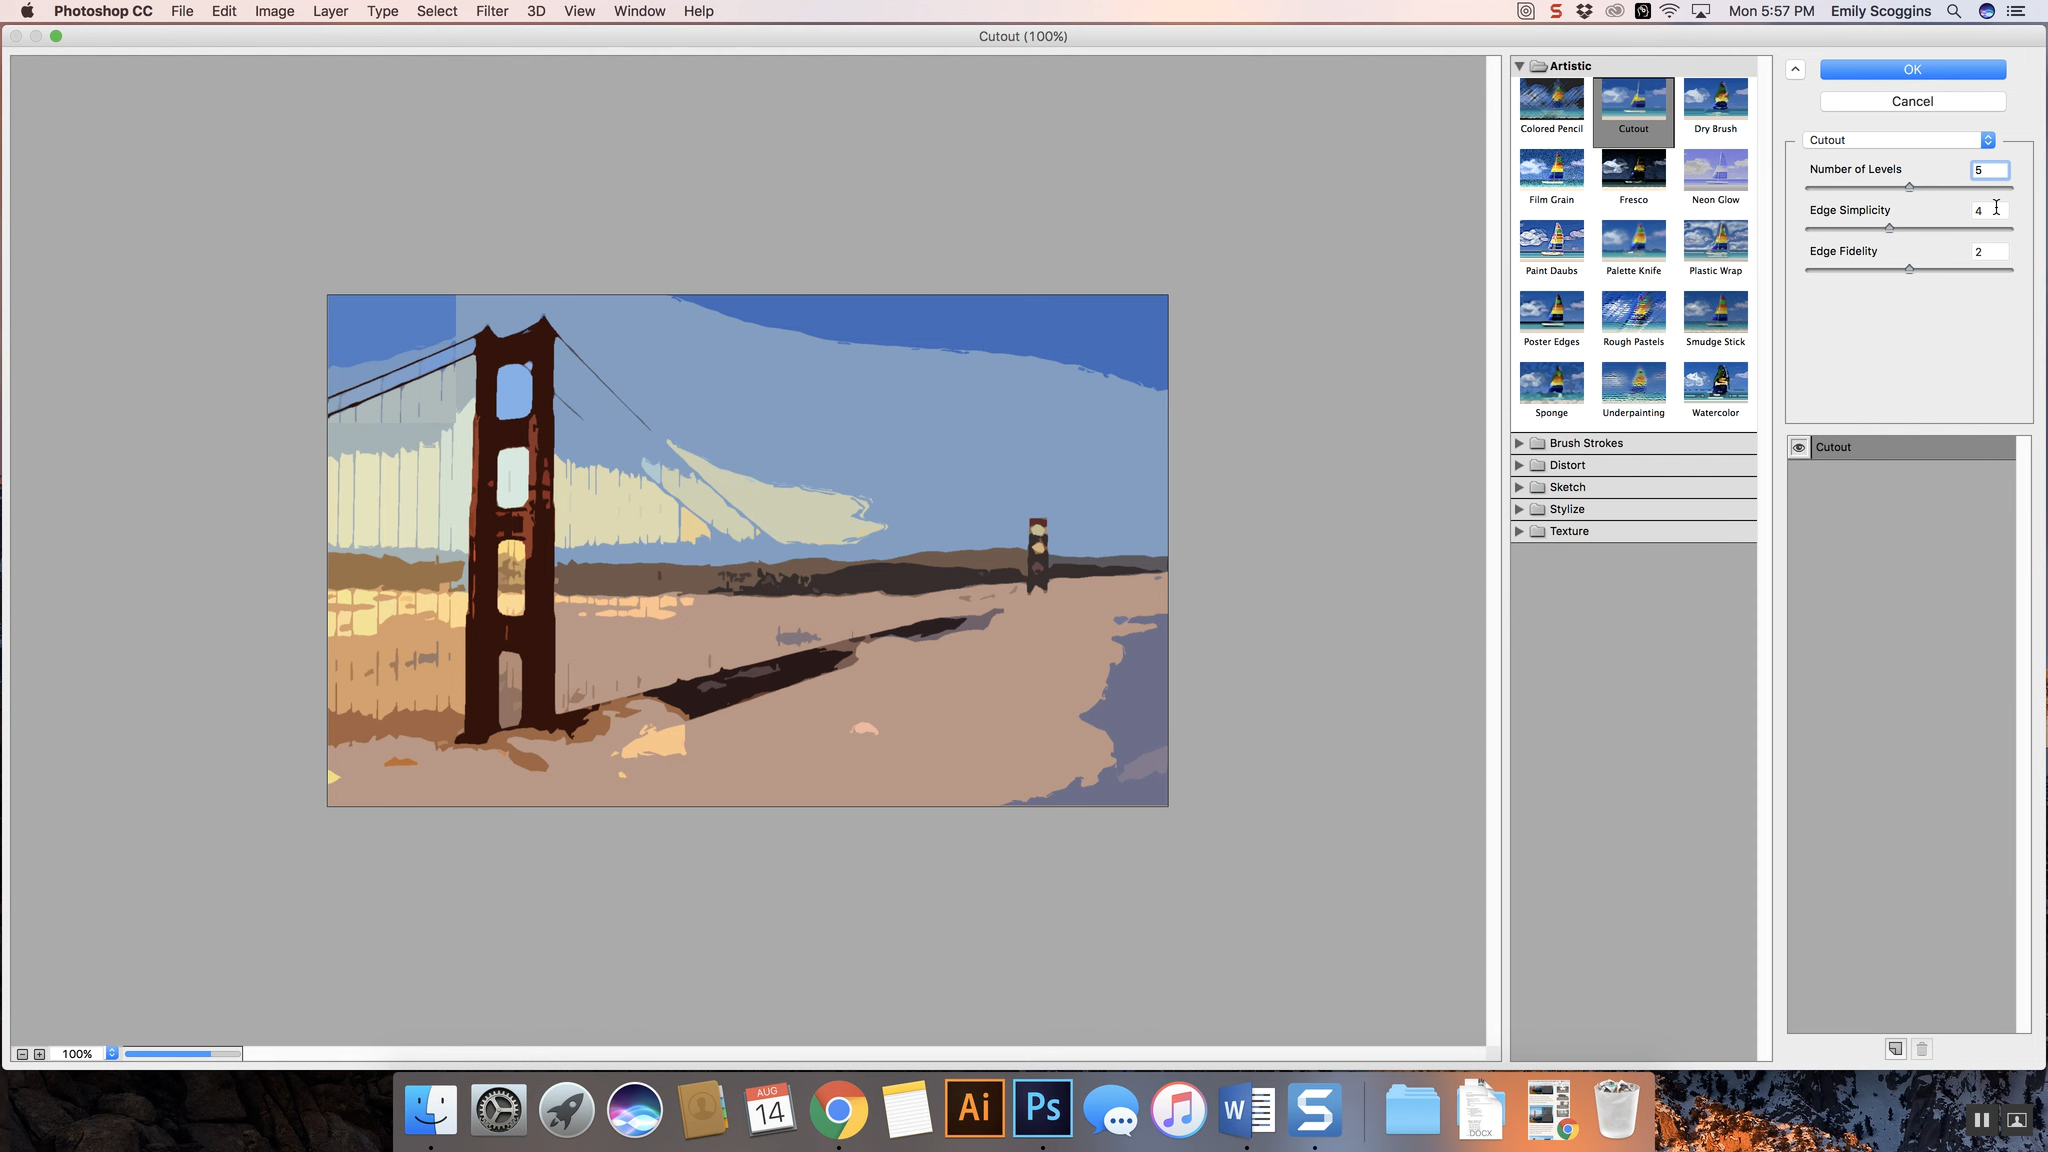 Photoshop CC File Edit Image Layer Type Select Filter 3D View Window Help Mon 5:57 PM Emily Scoggins
Cutout (100%)
Artistic
Colored Pencil Cutout Dry Brush
Film Grain Fresco Neon Glow
Paint Daubs Palette Knife Plastic Wrap
Poster Edges Rough Pastels Smudge Stick
Sponge Underpainting Watercolor
Brush Strokes
Distort
Sketch
Stylize
Texture
OK
Cancel
Cutout
Number of Levels 5
Edge Simplicity 4
Edge Fidelity 2
Cutout
100%
AUG
14
Ai
Ps
W
S
.DOCX